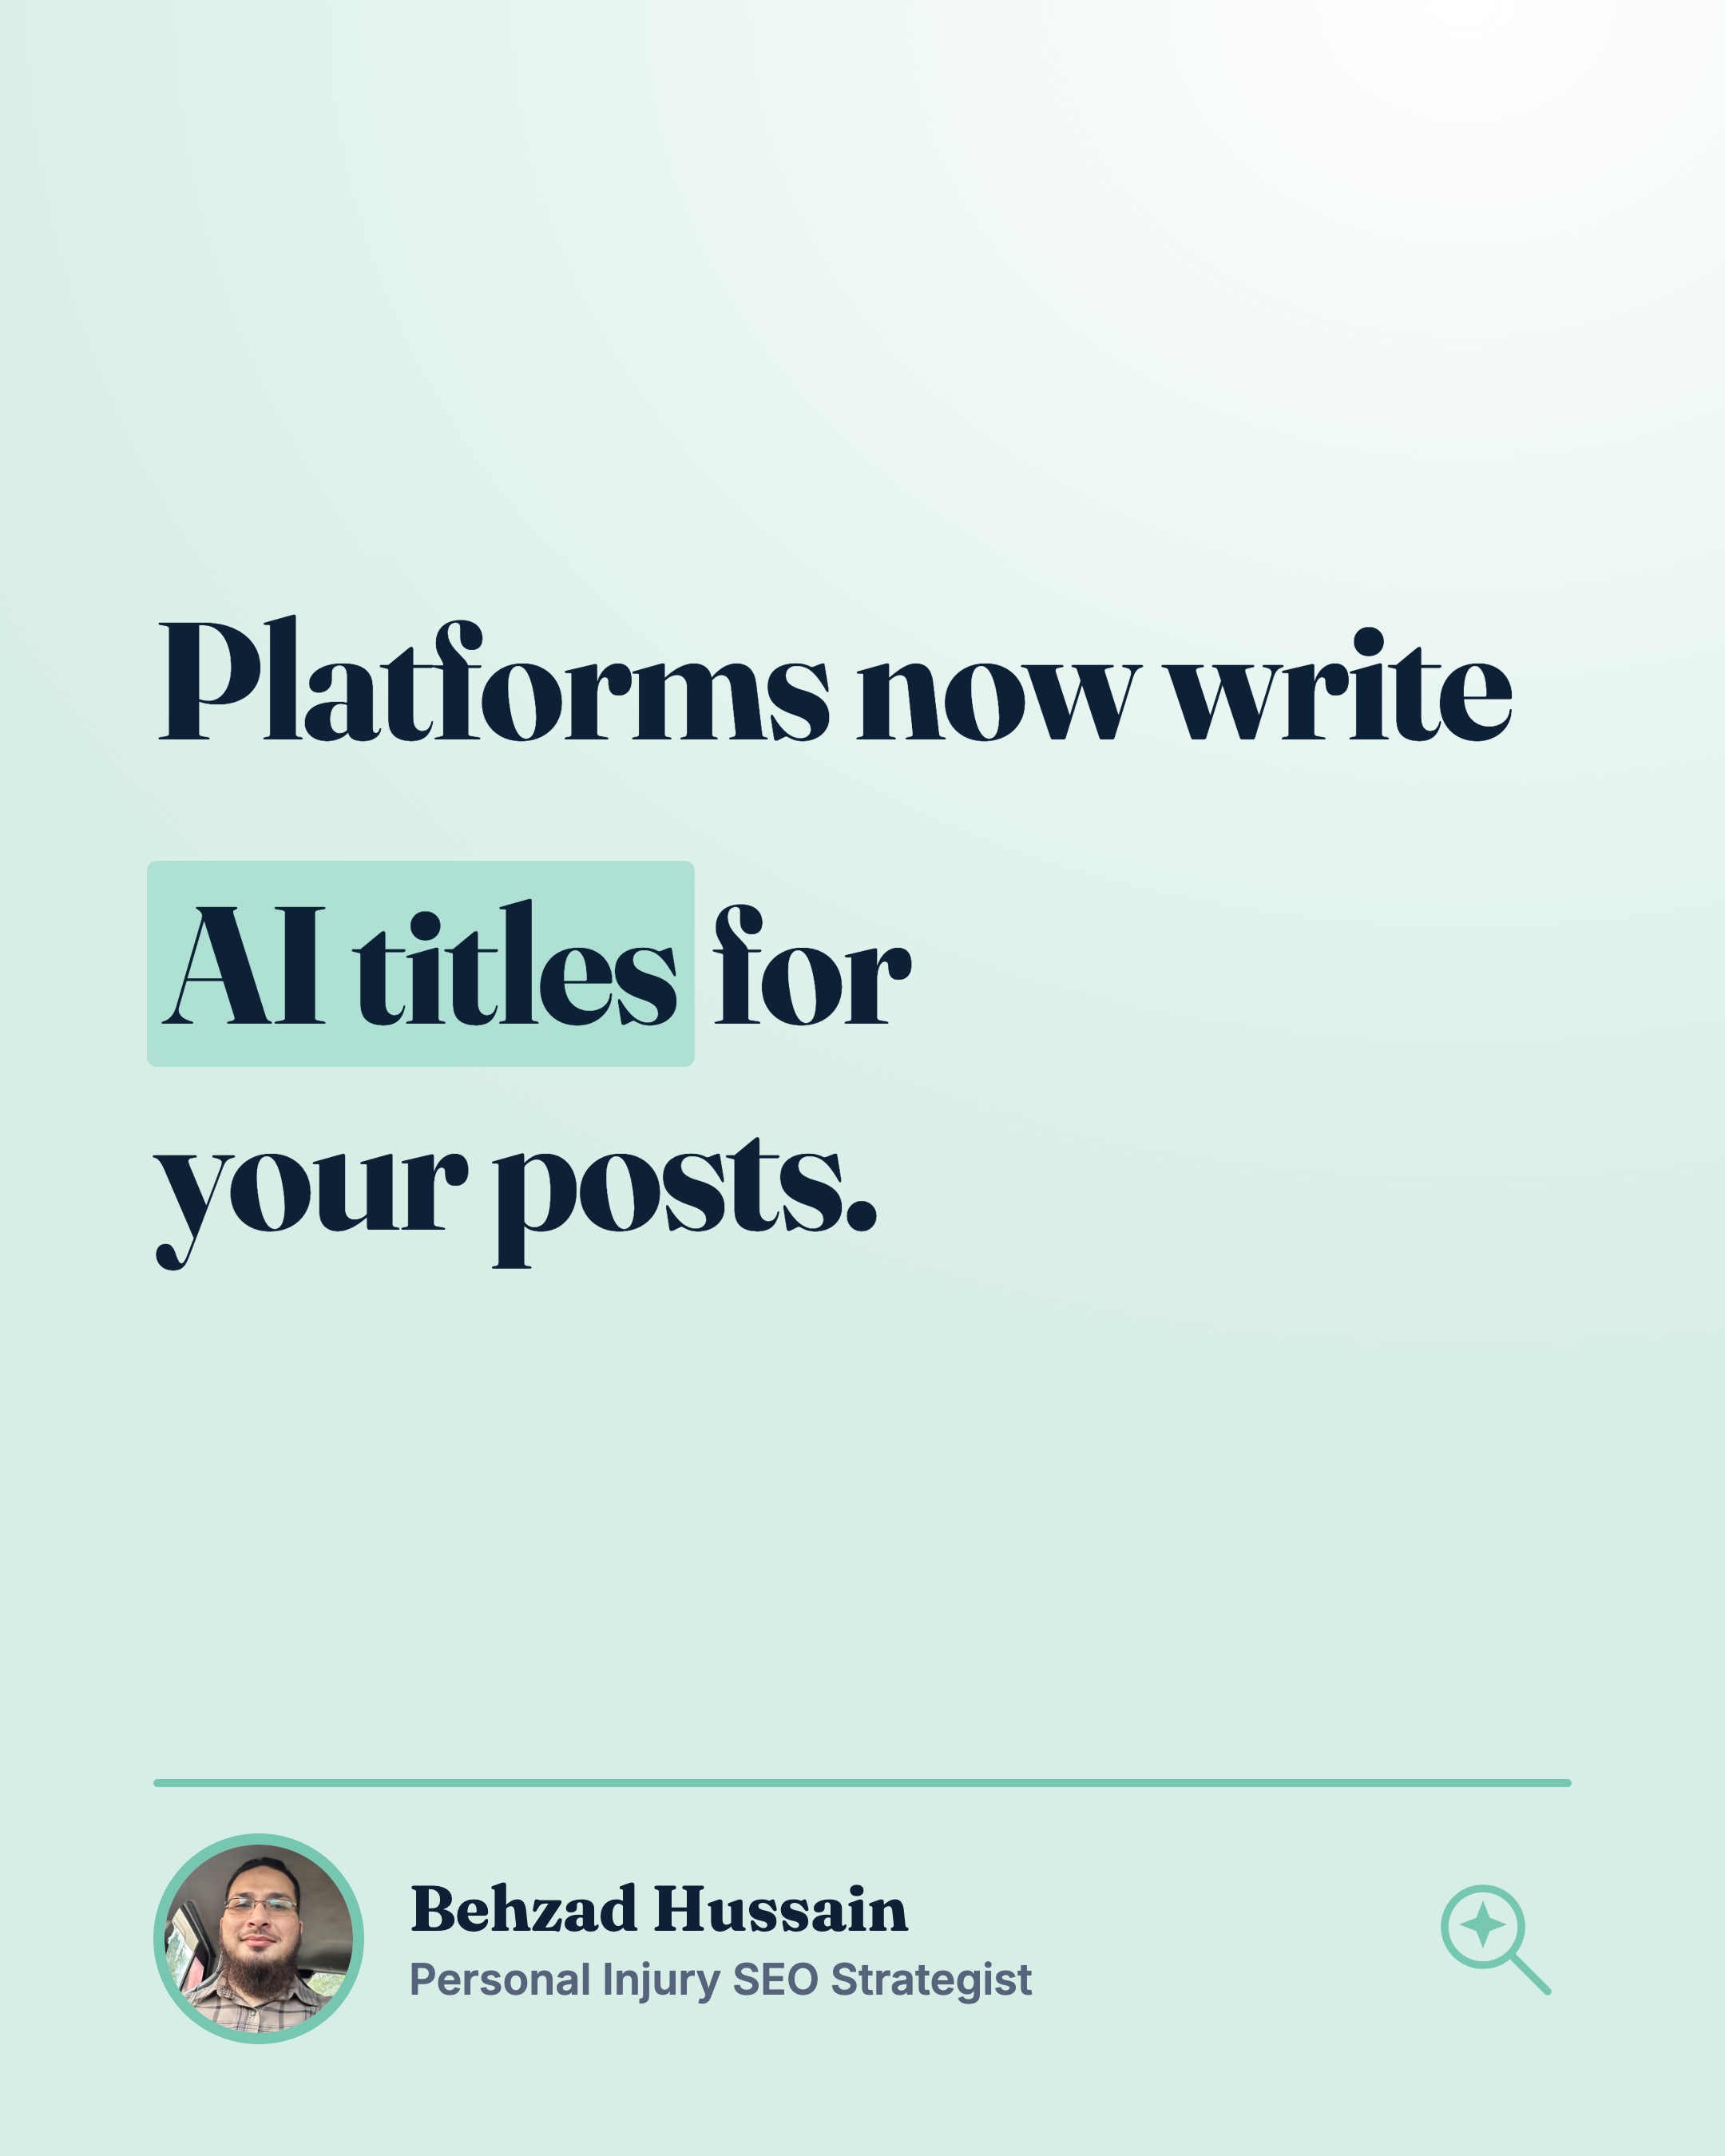 Platforms now write
AI titles for
your posts.
Behzad Hussain
Personal Injury SEO Strategist